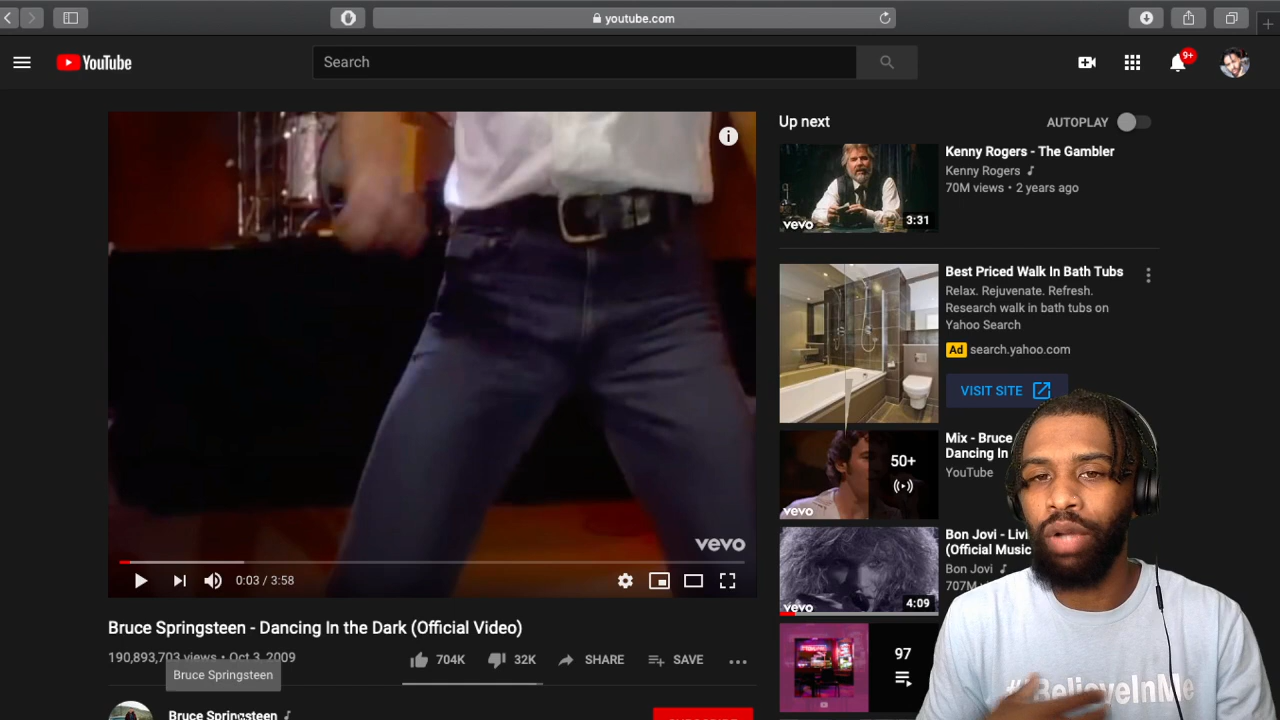 youtube.com
YouTube
Search
9+
vevo
0:03 / 3:58
Bruce Springsteen - Dancing In the Dark (Official Video)
190,893,703 views • Oct 3, 2009
704K
32K
SHARE
SAVE
Bruce Springsteen
Bruce Springsteen
SUBSCRIBE
Up next
AUTOPLAY
Kenny Rogers - The Gambler
Kenny Rogers
70M views • 2 years ago
vevo
3:31
Best Priced Walk In Bath Tubs
Relax. Rejuvenate. Refresh.
Research walk in bath tubs on
Yahoo Search
Ad search.yahoo.com
VISIT SITE
Mix - Bruce
Dancing In
YouTube
50+
vevo
Bon Jovi - Livi
(Official Music
Bon Jovi
707M
vevo
4:09
97
#IBelieveInMe